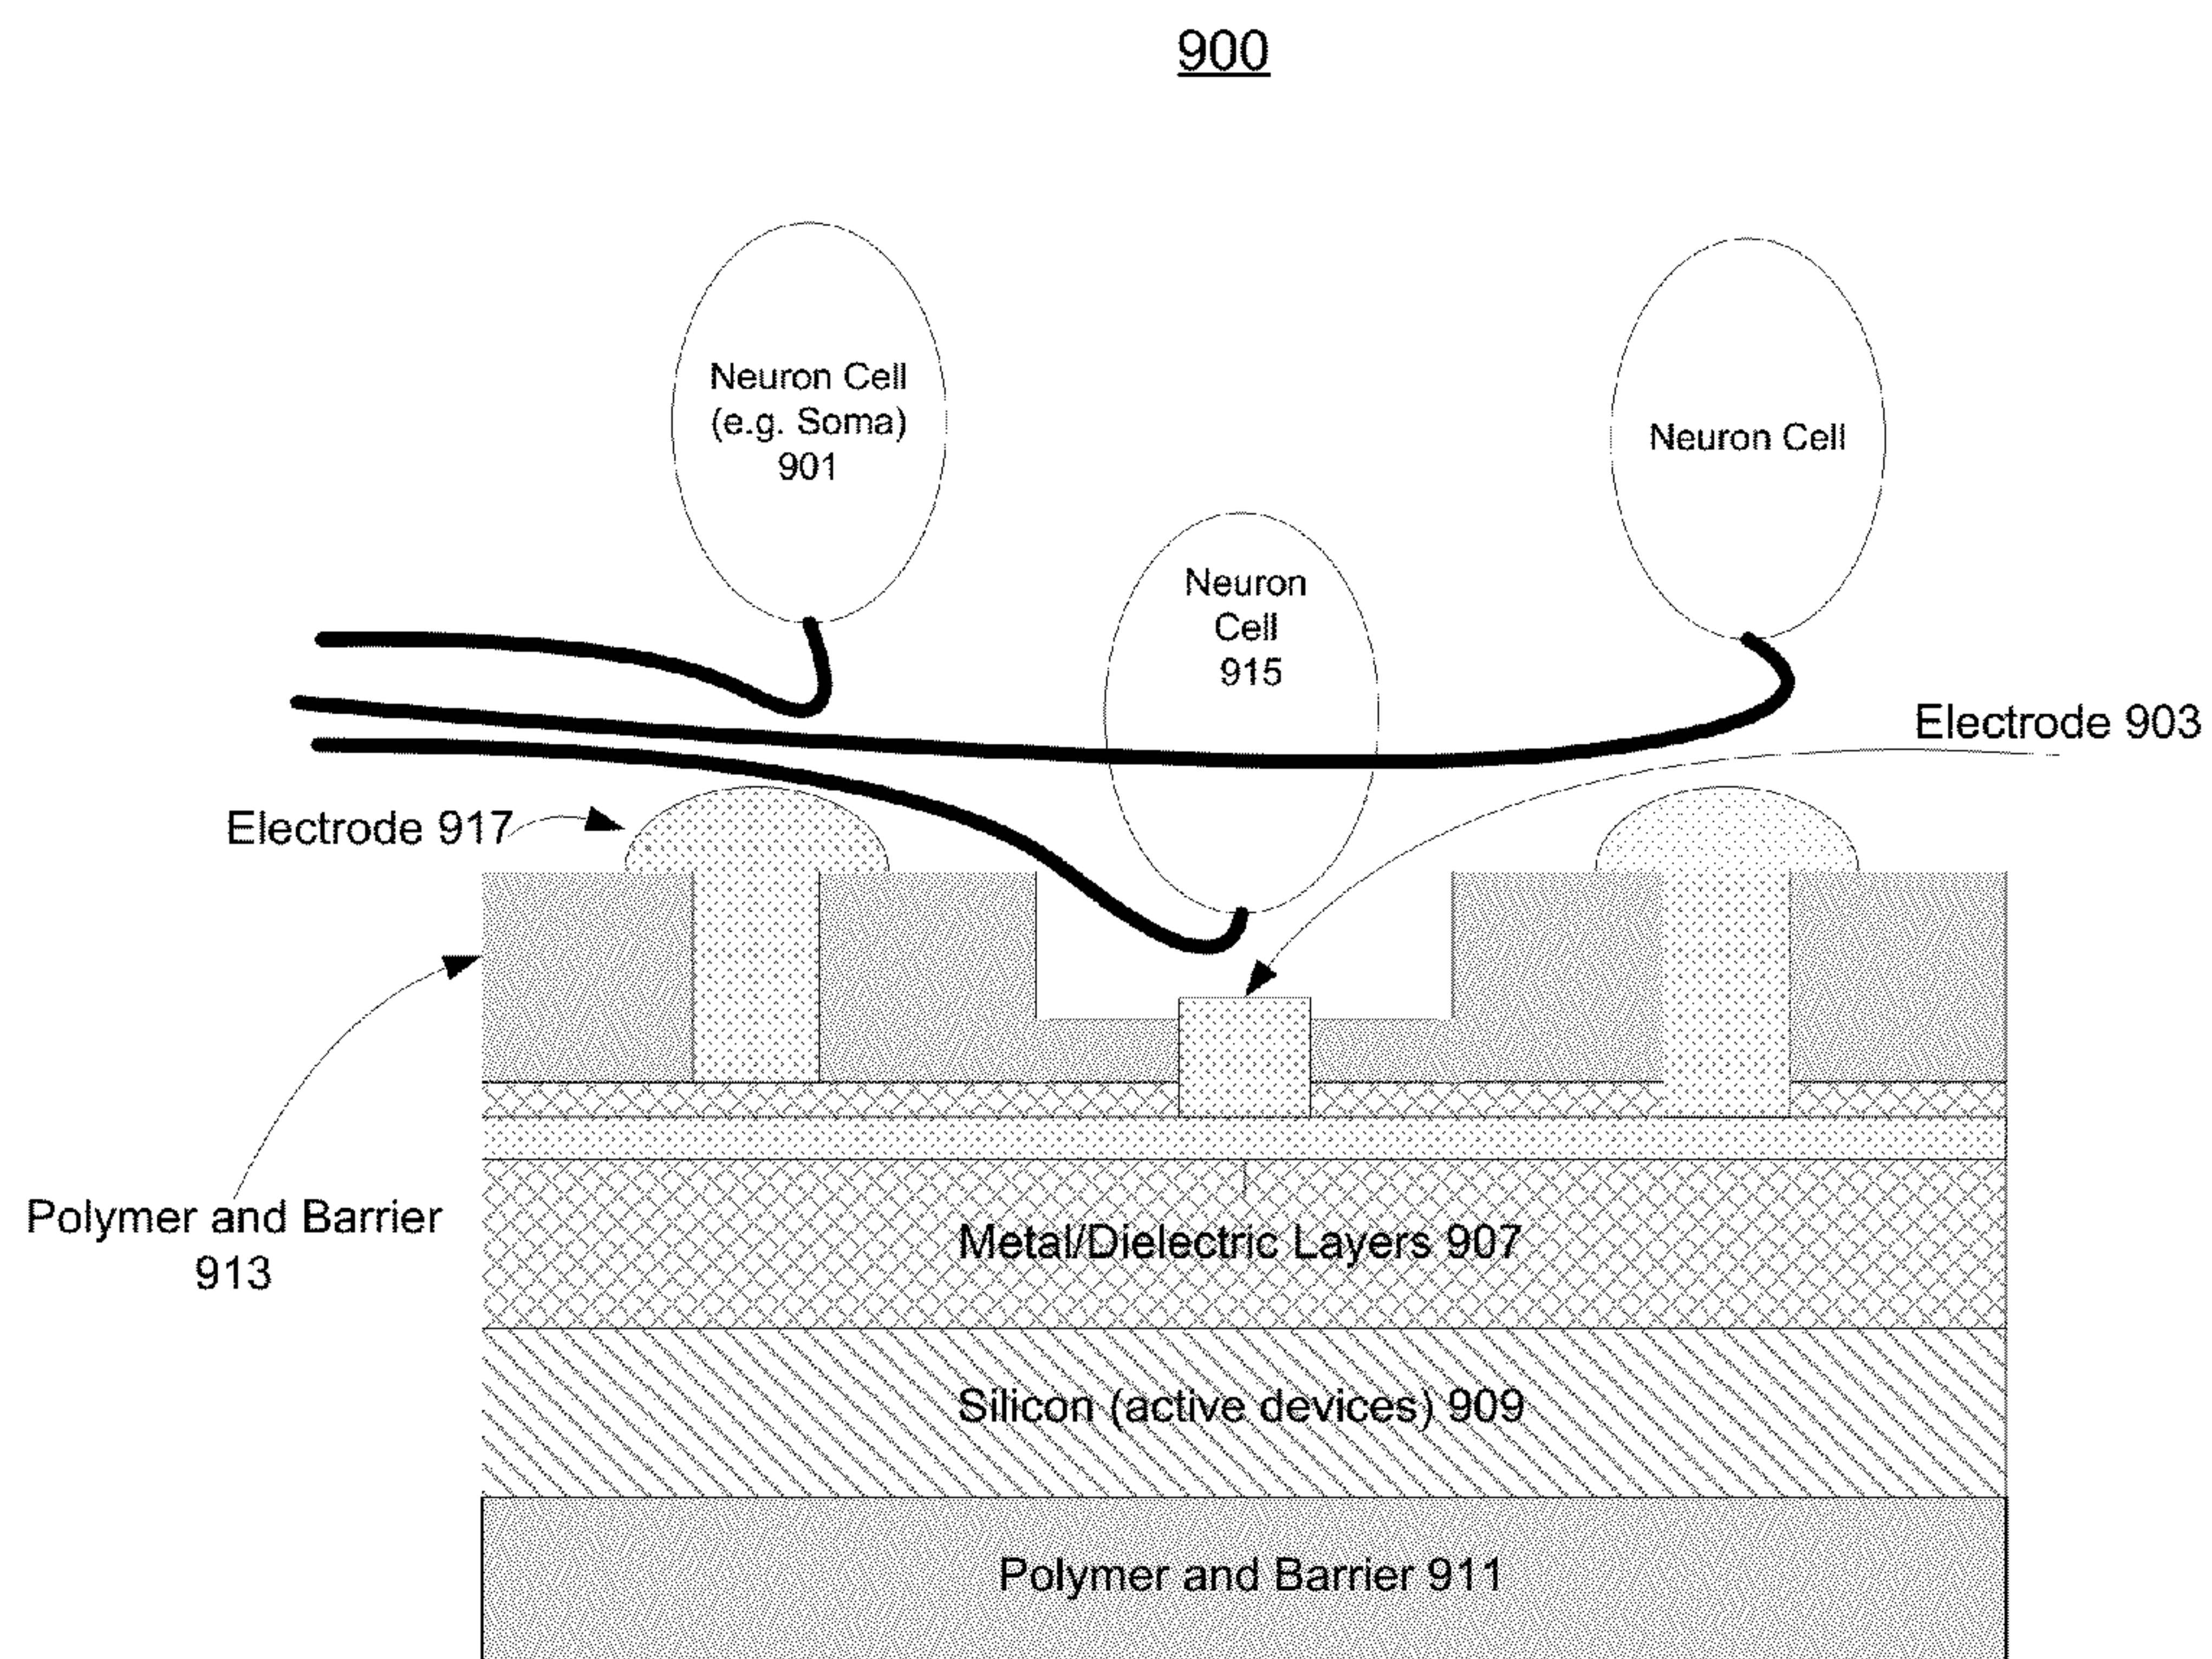 900
Neuron Cell
(e.g. Soma)
901
Neuron Cell
Neuron
Cell
915
Electrode 903
Electrode 917
Polymer and Barrier
913
Metal/Dielectric Layers 907
Silicon (active devices) 909
Polymer and Barrier 911